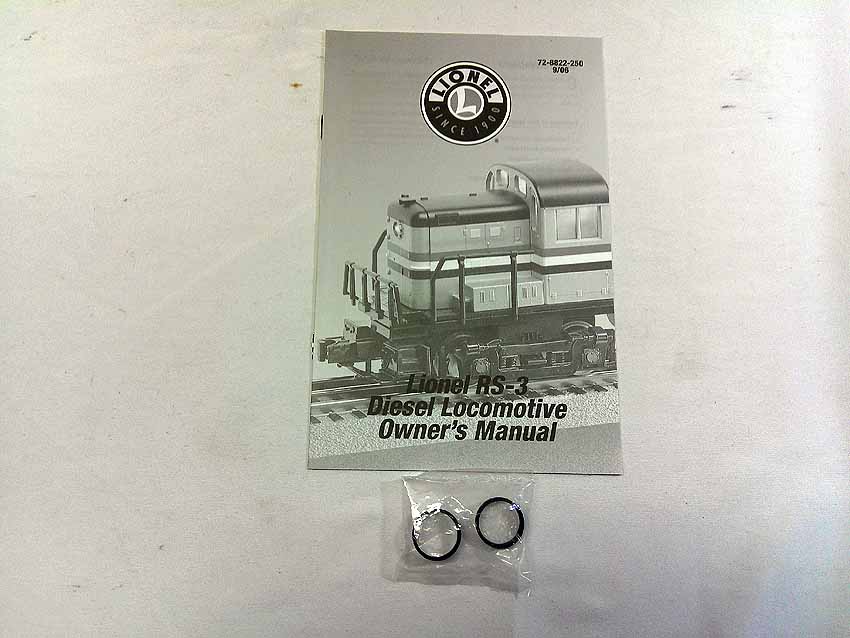 72-8822-250
9/06
LIONEL
L
SINCE 1900
Lionel RS-3
Diesel Locomotive
Owner's Manual